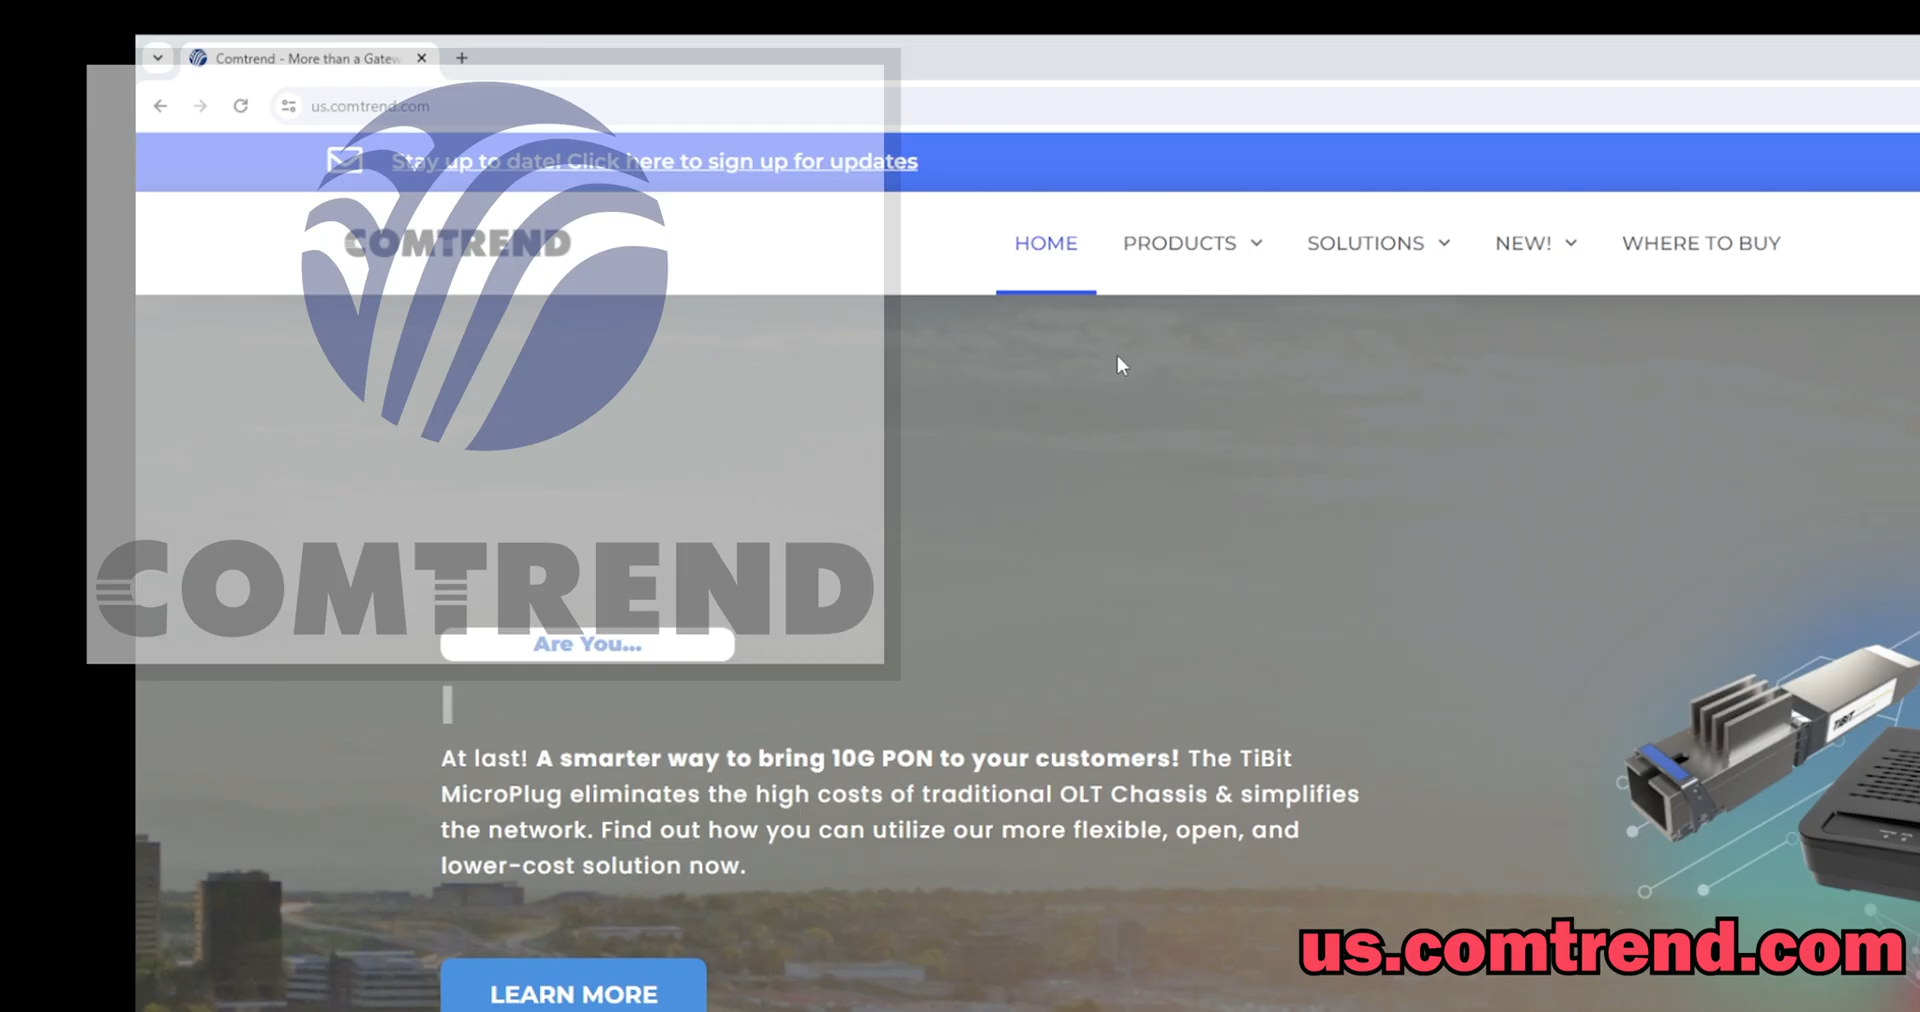 Comtrend - More than a Gatew
us.comtrend.com
Stay up to date! Click here to sign up for updates
COMTREND
HOME
PRODUCTS
SOLUTIONS
NEW!
WHERE TO BUY
COMTREND
Are You...
At last! A smarter way to bring 10G PON to your customers! The TiBit
MicroPlug eliminates the high costs of traditional OLT Chassis & simplifies
the network. Find out how you can utilize our more flexible, open, and
lower-cost solution now.
TiBiT
LEARN MORE
us.comtrend.com